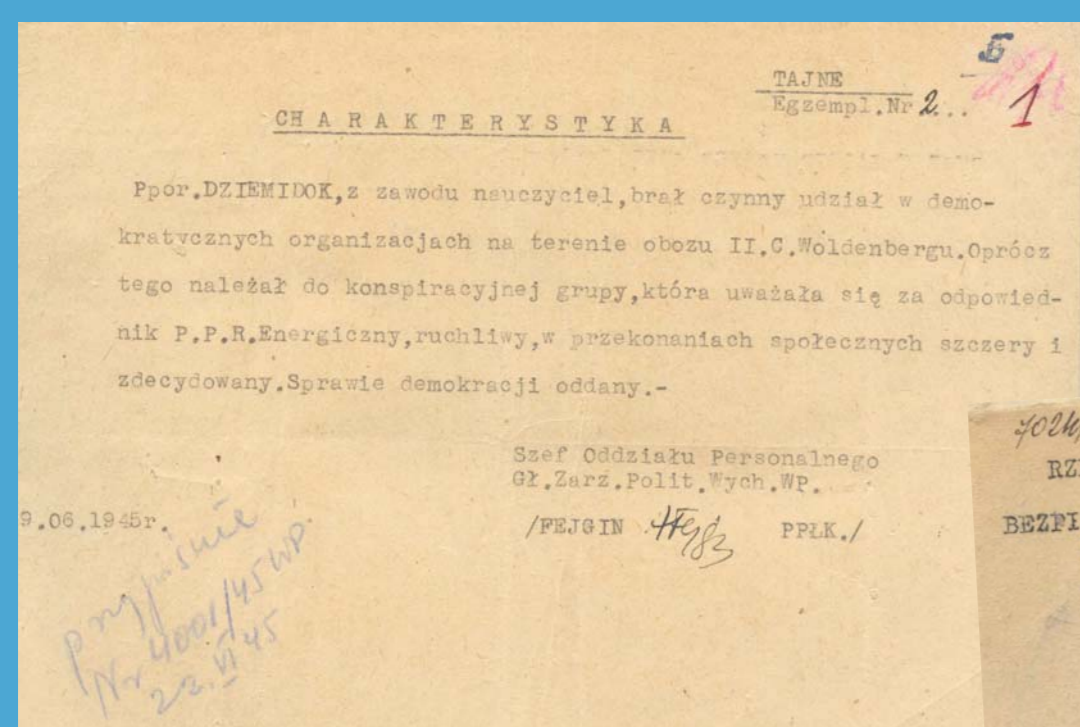 5
TAJNE
Egzempl.Nr 2...
1
CHARAKTERYSTYKA
Ppor.DZIEMIDOK,z zawodu nauczyciel,brał czynny udział w demo-
kratycznych organizacjach na terenie obozu II.C.Woldenbergu.Oprócz
tego należał do konspiracyjnej grupy,która uważała się za odpowied-
nik P.P.R.Energiczny,ruchliwy,w przekonaniach społecznych szczery i
zdecydowany.Sprawie demokracji oddany.-
Szef Oddziału Personalnego
Gł.Zarz.Polit.Wych.WP.
9.06.1945r.
/FEJGIN PPŁK./
przy piśmie
Nr 4001/45 WP
22.VI 45
RZ
BEZPI